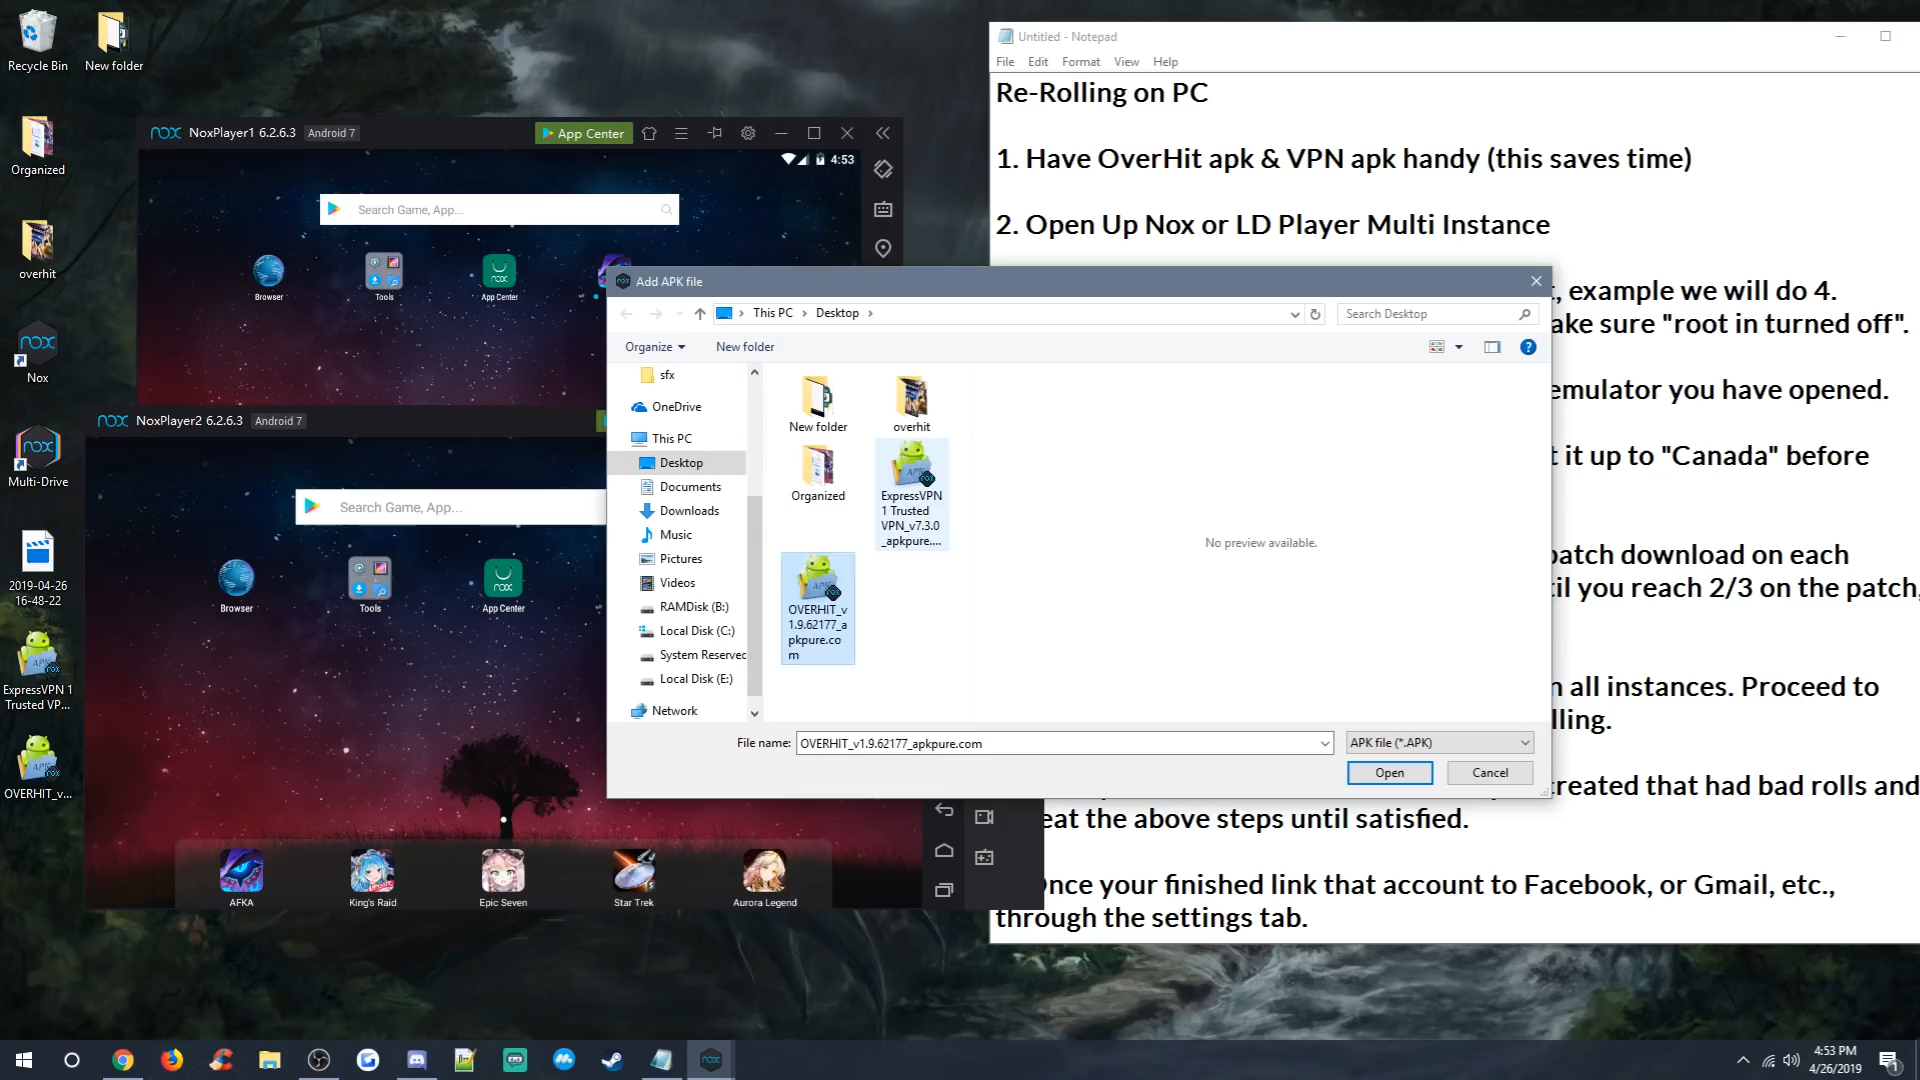 Recycle Bin
New folder
Organized
overhit
Nox
Multi-Drive
2019-04-26
16-48-22
ExpressVPN 1
Trusted VP...
OVERHIT_v...
nox NoxPlayer1 6.2.6.3 Android 7
App Center
4:53
Search Game, App...
Browser
Tools
App Center
nox NoxPlayer2 6.2.6.3 Android 7
Search Game, App...
Browser
Tools
App Center
AFKA
King's Raid
Epic Seven
Star Trek
Aurora Legend
Untitled - Notepad
File Edit Format View Help
Re-Rolling on PC
1. Have OverHit apk & VPN apk handy (this saves time)
2. Open Up Nox or LD Player Multi Instance
, example we will do 4.
ake sure "root in turned off".
emulator you have opened.
t it up to "Canada" before
patch download on each
til you reach 2/3 on the patch,
n all instances. Proceed to
lling.
created that had bad rolls and
eat the above steps until satisfied.
nce your finished link that account to Facebook, or Gmail, etc.,
through the settings tab.
Add APK file
This PC > Desktop >
Search Desktop
Organize
New folder
sfx
OneDrive
This PC
Desktop
Documents
Downloads
Music
Pictures
Videos
RAMDisk (B:)
Local Disk (C:)
System Reserved
Local Disk (E:)
Network
New folder
overhit
Organized
ExpressVPN
1 Trusted
VPN_v7.3.0
_apkpure....
OVERHIT_v
1.9.62177_a
pkpure.co
m
No preview available.
File name: OVERHIT_v1.9.62177_apkpure.com
APK file (*.APK)
Open
Cancel
4:53 PM
4/26/2019
1